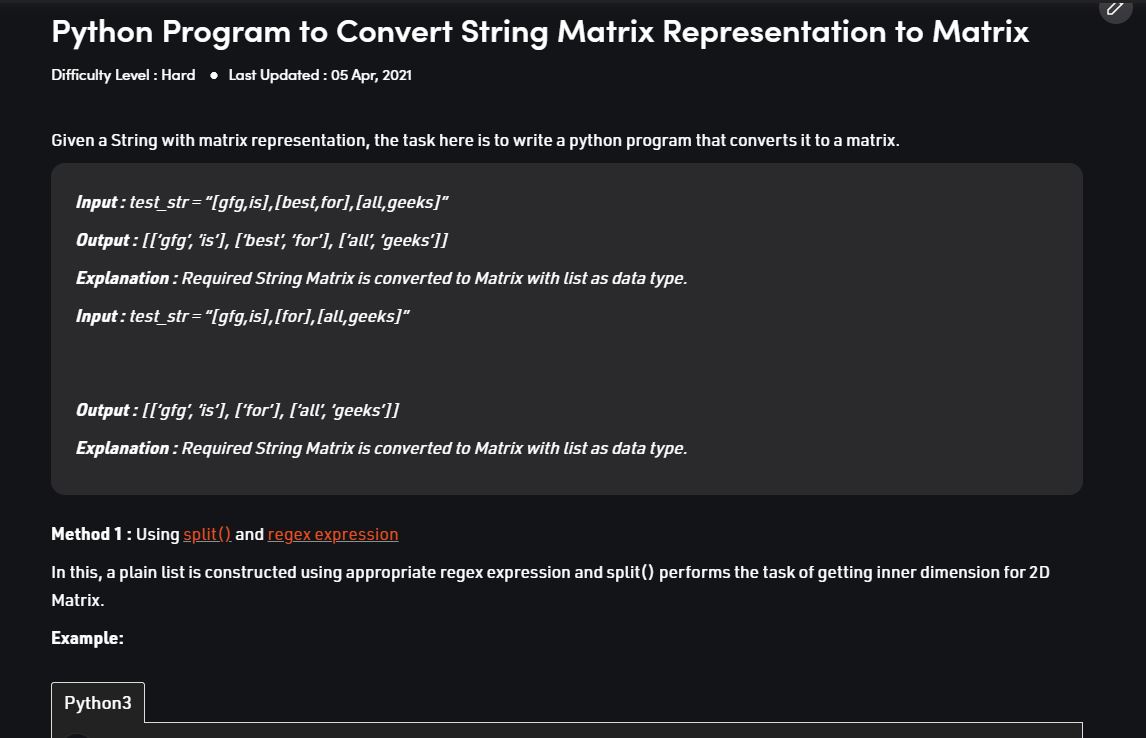 Python Program to Convert String Matrix Representation to Matrix
Difficulty Level : Hard ● Last Updated : 05 Apr, 2021
Given a String with matrix representation, the task here is to write a python program that converts it to a matrix.
Input : test_str = “[gfg,is],[best,for],[all,geeks]”
Output : [[‘gfg’, ‘is’], [‘best’, ‘for’], [‘all’, ‘geeks’]]
Explanation : Required String Matrix is converted to Matrix with list as data type.
Input : test_str = “[gfg,is],[for],[all,geeks]”
Output : [[‘gfg’, ‘is’], [‘for’], [‘all’, ‘geeks’]]
Explanation : Required String Matrix is converted to Matrix with list as data type.
Method 1 : Using split() and regex expression
In this, a plain list is constructed using appropriate regex expression and split() performs the task of getting inner dimension for 2D
Matrix.
Example:
Python3